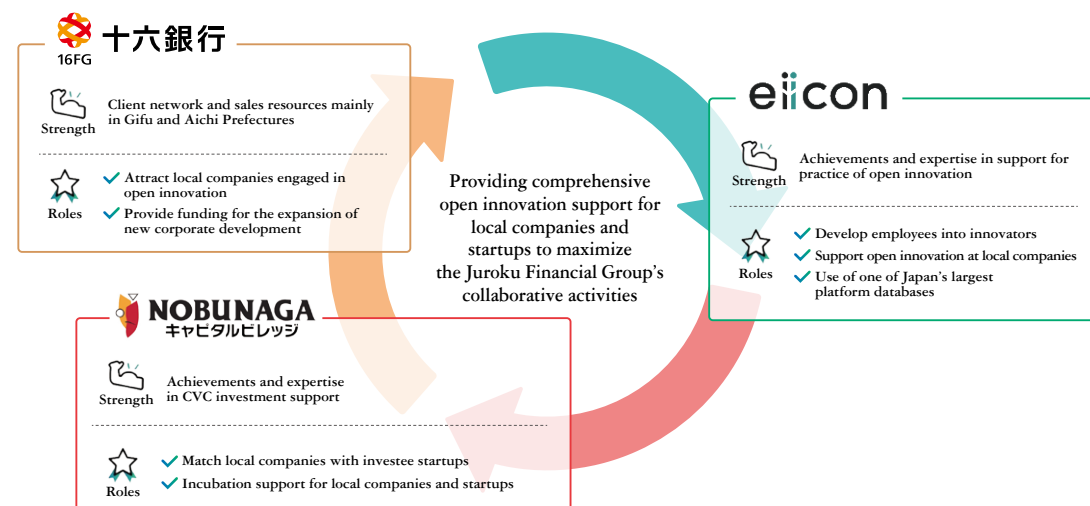 十六銀行
16FG
Strength
Client network and sales resources mainly
in Gifu and Aichi Prefectures
Roles
Attract local companies engaged in
open innovation
Provide funding for the expansion of
new corporate development
eiicon
Strength
Achievements and expertise in support for
practice of open innovation
Roles
Develop employees into innovators
Support open innovation at local companies
Use of one of Japan's largest
platform databases
Providing comprehensive
open innovation support for
local companies and
startups to maximize
the Juroku Financial Group's
collaborative activities
NOBUNAGA
キャピタルビレッジ
Strength
Achievements and expertise
in CVC investment support
Roles
Match local companies with investee startups
Incubation support for local companies and startups